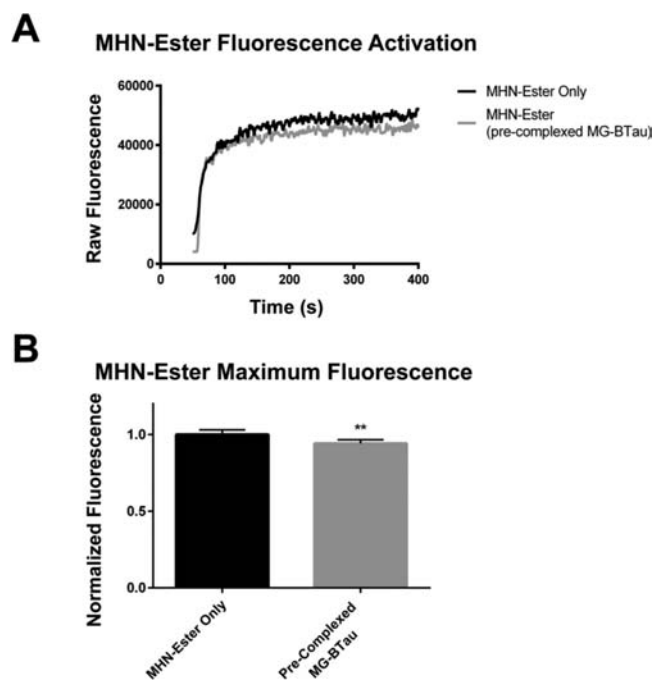 A
MHN-Ester Fluorescence Activation
60000
40000
20000
0
Raw Fluorescence
0
100
200
300
400
Time (s)
MHN-Ester Only
MHN-Ester
(pre-complexed MG-BTau)
B
MHN-Ester Maximum Fluorescence
Normalized Fluorescence
1.0
0.5
0.0
**
MHN-Ester Only
Pre-Complexed
MG-BTau